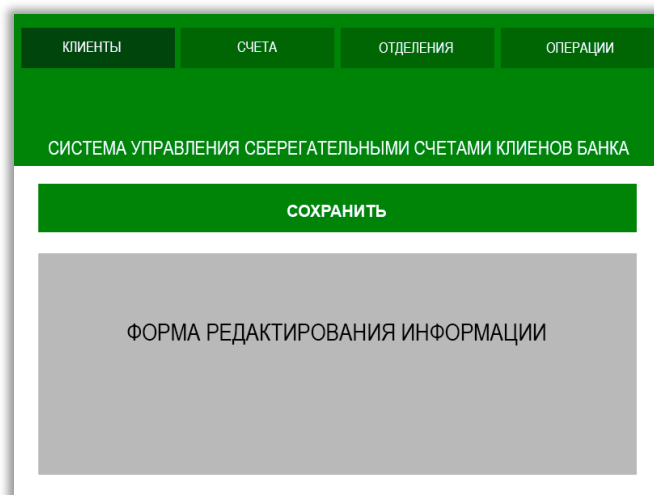 КЛИЕНТЫ СЧЕТА ОТДЕЛЕНИЯ ОПЕРАЦИИ
СИСТЕМА УПРАВЛЕНИЯ СБЕРЕГАТЕЛЬНЫМИ СЧЕТАМИ КЛИЕНОВ БАНКА
СОХРАНИТЬ
ФОРМА РЕДАКТИРОВАНИЯ ИНФОРМАЦИИ